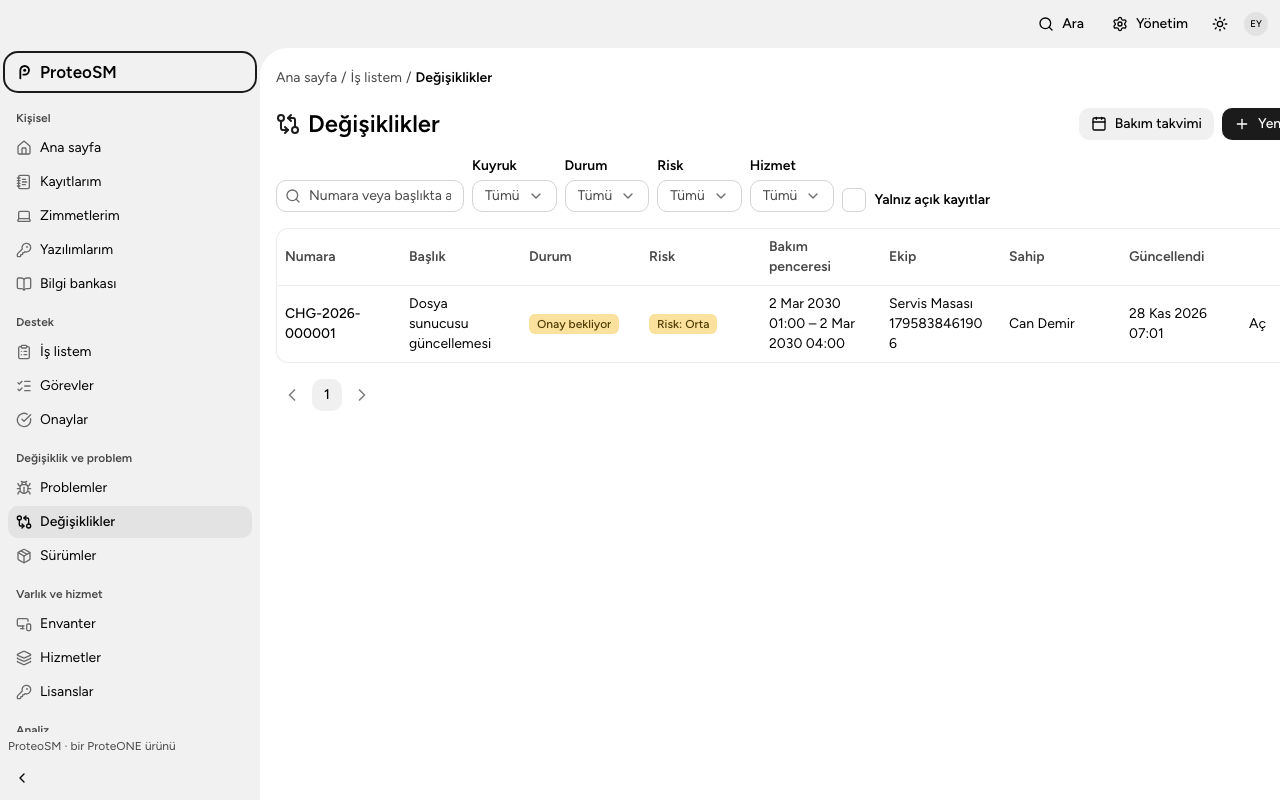 Ara
Yönetim
EY
ProteoSM
Kişisel
Ana sayfa
Kayıtlarım
Zimmetlerim
Yazılımlarım
Bilgi bankası
Destek
İş listem
Görevler
Onaylar
Değişiklik ve problem
Problemler
Değişiklikler
Sürümler
Varlık ve hizmet
Envanter
Hizmetler
Lisanslar
Analiz
ProteoSM · bir ProteONE ürünü
Ana sayfa / İş listem / Değişiklikler
Değişiklikler
Bakım takvimi
Yen
Kuyruk
Durum
Risk
Hizmet
Numara veya başlıkta a
Tümü
Tümü
Tümü
Tümü
Yalnız açık kayıtlar
Numara
Başlık
Durum
Risk
Bakım
penceresi
Ekip
Sahip
Güncellendi
CHG-2026-
000001
Dosya
sunucusu
güncellemesi
Onay bekliyor
Risk: Orta
2 Mar 2030
01:00 – 2 Mar
2030 04:00
Servis Masası
179583846190
6
Can Demir
28 Kas 2026
07:01
Aç
1